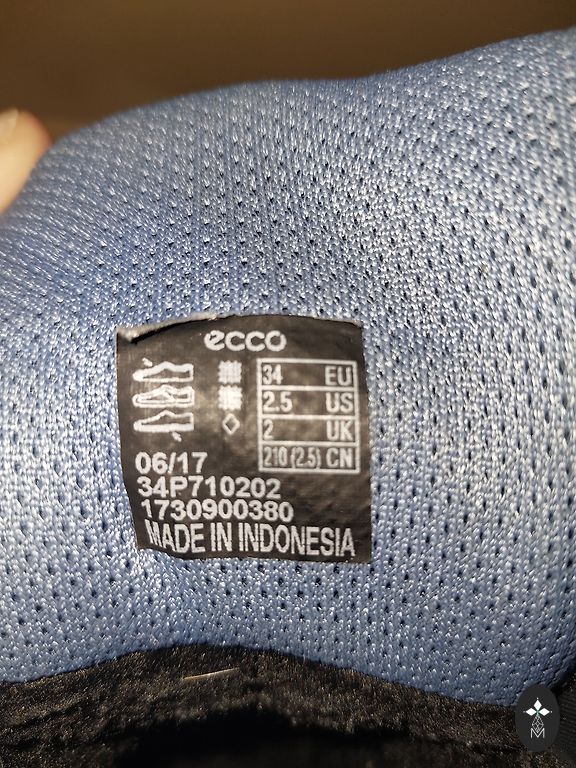 ecco
34 EU
2.5 US
2 UK
210 (2.5) CN
06/17
34P710202
1730900380
MADE IN INDONESIA
M